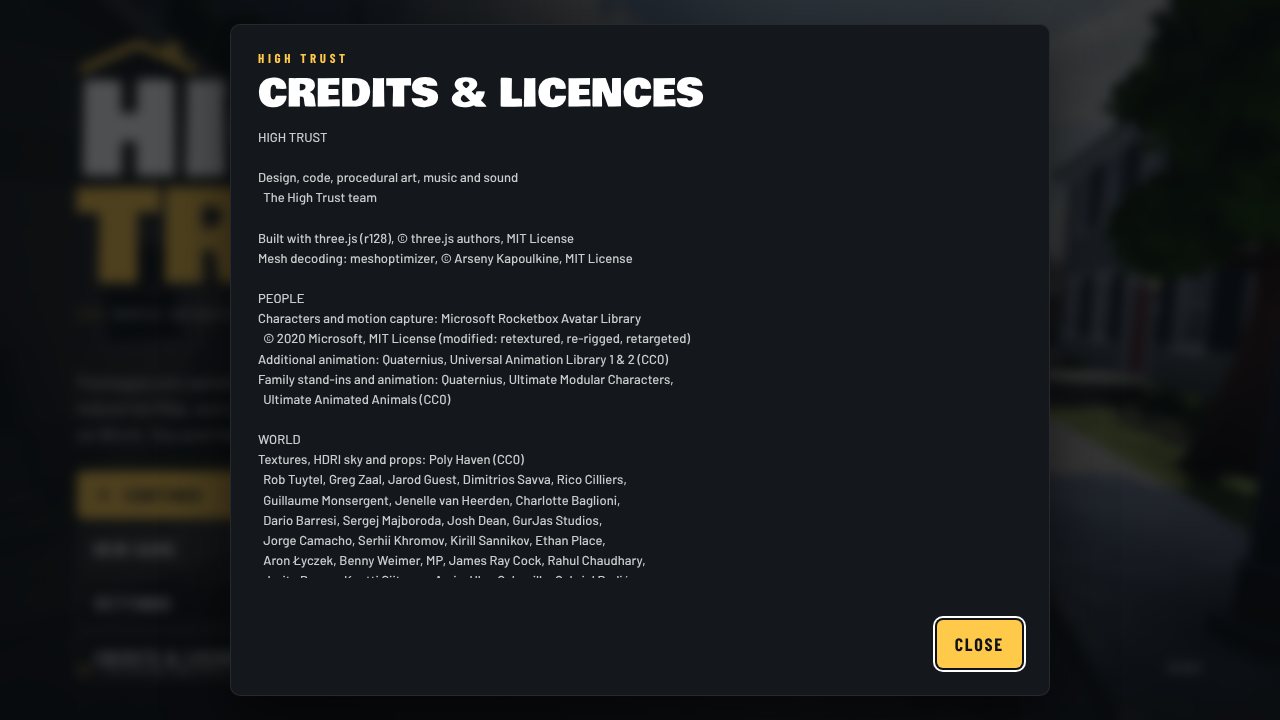 HIGH TRUST
CREDITS & LICENCES
HIGH TRUST
Design, code, procedural art, music and sound
The High Trust team
Built with three.js (r128), © three.js authors, MIT License
Mesh decoding: meshoptimizer, © Arseny Kapoulkine, MIT License
PEOPLE
Characters and motion capture: Microsoft Rocketbox Avatar Library
© 2020 Microsoft, MIT License (modified: retextured, re-rigged, retargeted)
Additional animation: Quaternius, Universal Animation Library 1 & 2 (CC0)
Family stand-ins and animation: Quaternius, Ultimate Modular Characters,
Ultimate Animated Animals (CC0)
WORLD
Textures, HDRI sky and props: Poly Haven (CC0)
Rob Tuytel, Greg Zaal, Jarod Guest, Dimitrios Savva, Rico Cilliers,
Guillaume Monsergent, Jenelle van Heerden, Charlotte Baglioni,
Dario Barresi, Sergej Majboroda, Josh Dean, GurJas Studios,
Jorge Camacho, Serhii Khromov, Kirill Sannikov, Ethan Place,
Aron Łyczek, Benny Weimer, MP, James Ray Cock, Rahul Chaudhary,
CLOSE